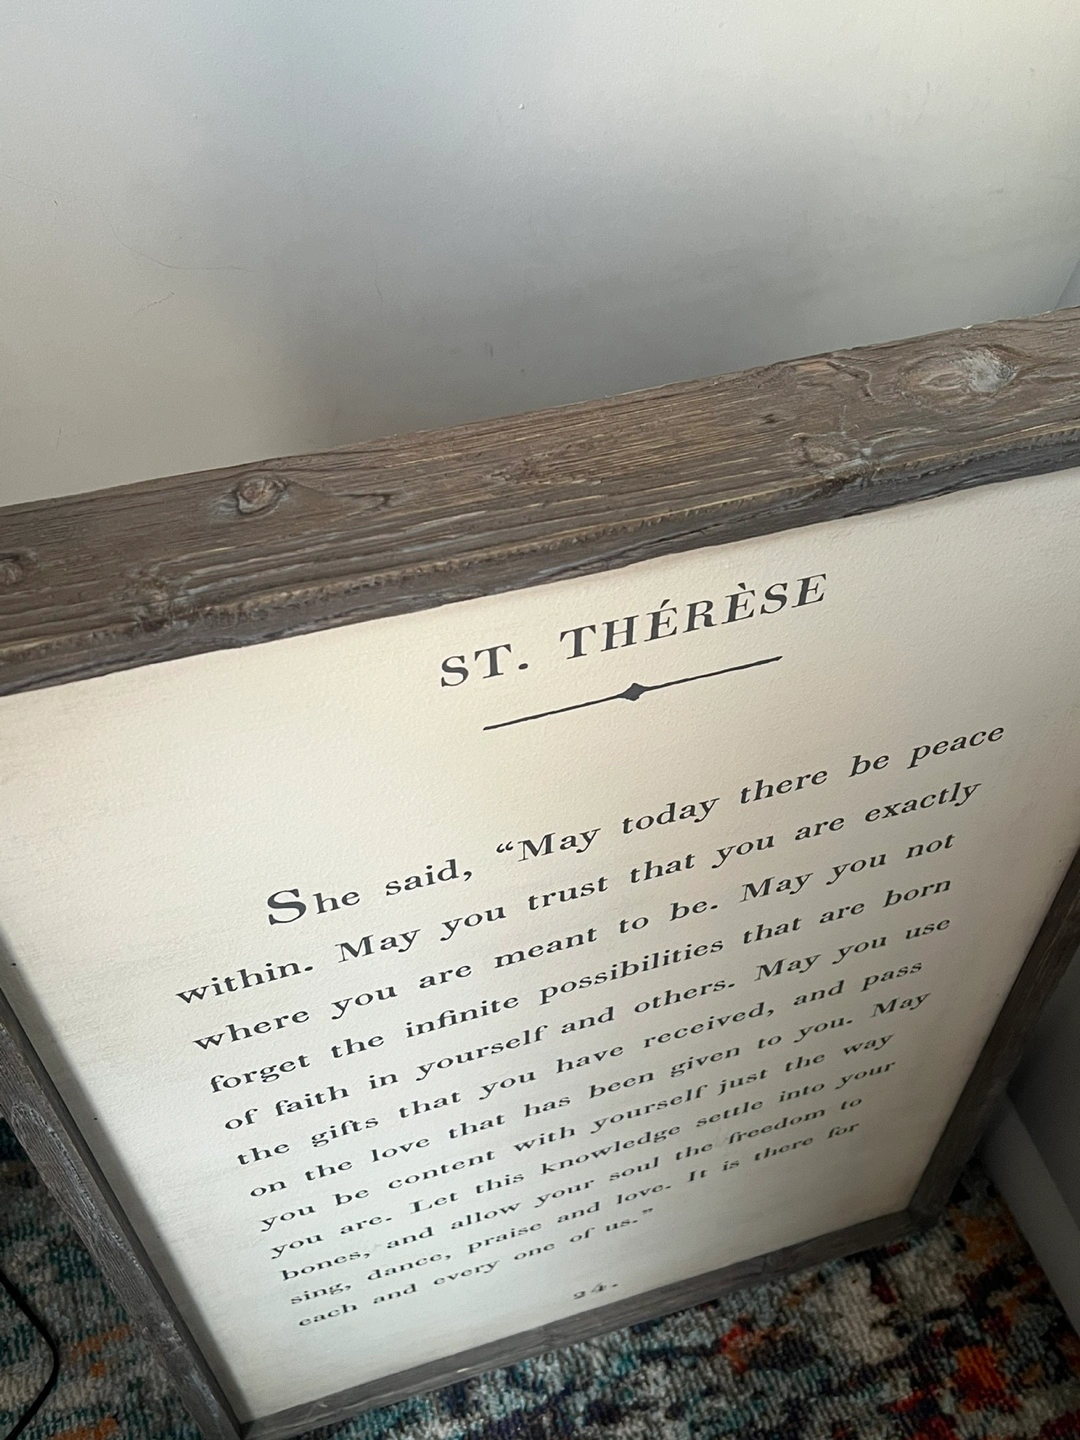 ST. THÉRÈSE
She said, “May today there be peace
within. May you trust that you are exactly
where you are meant to be. May you not
forget the infinite possibilities that are born
of faith in yourself and others. May you use
the gifts that you have received, and pass
on the love that has been given to you. May
you be content with yourself just the way
you are. Let this knowledge settle into your
bones, and allow your soul the freedom to
sing, dance, praise and love. It is there for
each and every one of us.”
24.